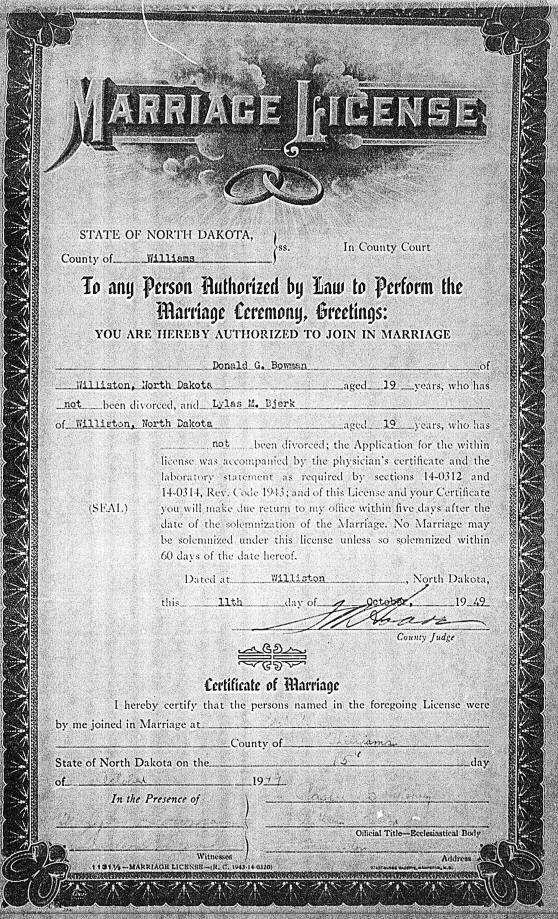 MARRIAGE LICENSE
STATE OF NORTH DAKOTA,
ss. In County Court
County of Williams
To any Person Authorized by Law to Perform the
Marriage Ceremony, Greetings:
YOU ARE HEREBY AUTHORIZED TO JOIN IN MARRIAGE
Donald G. Bowman of
Williston, North Dakota aged 19 years, who has
not been divorced, and Lylas M. Bjerk
of Williston, North Dakota aged 19 years, who has
not been divorced; the Application for the within
license was accompanied by the physician's certificate and the
laboratory statement as required by sections 14-0312 and
14-0314, Rev. Code 1943; and of this License and your Certificate
(SEAL) you will make due return to my office within five days after the
date of the solemnization of the Marriage. No Marriage may
be solemnized under this license unless so solemnized within
60 days of the date hereof.
Dated at Williston, North Dakota,
this 11th day of October, 1949
County Judge
Certificate of Marriage
I hereby certify that the persons named in the foregoing License were
by me joined in Marriage at
County of Williams
State of North Dakota on the 15 day
of October 19
In the Presence of
Official Title—Ecclesiastical Body
Witnesses
Address
1131½—MARRIAGE LICENSE—(R. C. 1943-14-0320)